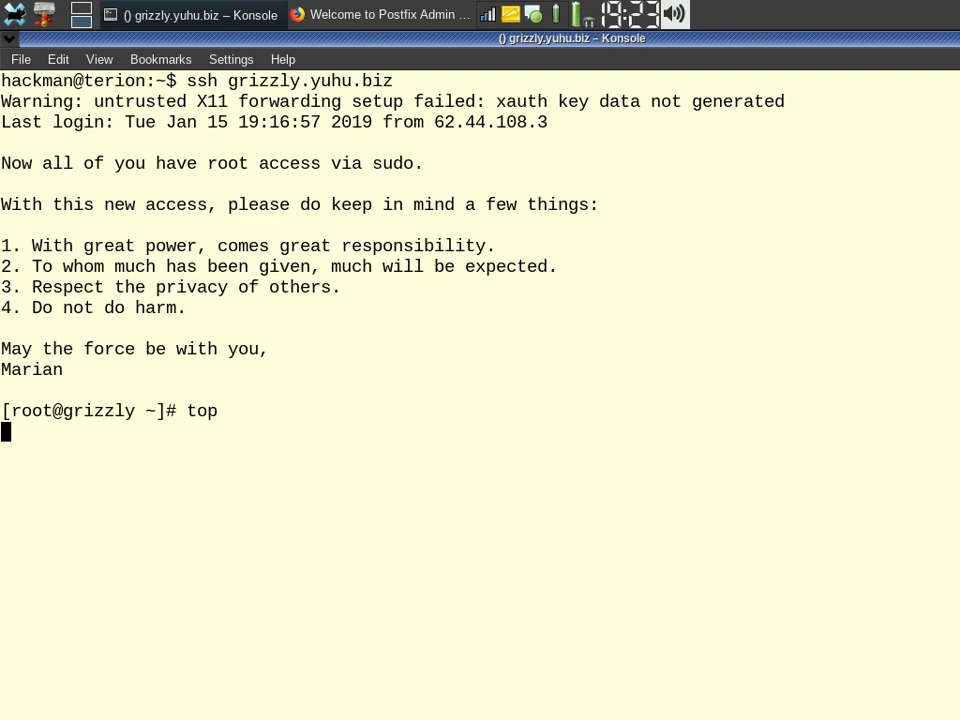 () grizzly.yuhu.biz – Konsole
Welcome to Postfix Admin ...
19:23
() grizzly.yuhu.biz – Konsole
File Edit View Bookmarks Settings Help
hackman@terion:~$ ssh grizzly.yuhu.biz
Warning: untrusted X11 forwarding setup failed: xauth key data not generated
Last login: Tue Jan 15 19:16:57 2019 from 62.44.108.3
Now all of you have root access via sudo.
With this new access, please do keep in mind a few things:
1. With great power, comes great responsibility.
2. To whom much has been given, much will be expected.
3. Respect the privacy of others.
4. Do not do harm.
May the force be with you,
Marian
[root@grizzly ~]# top